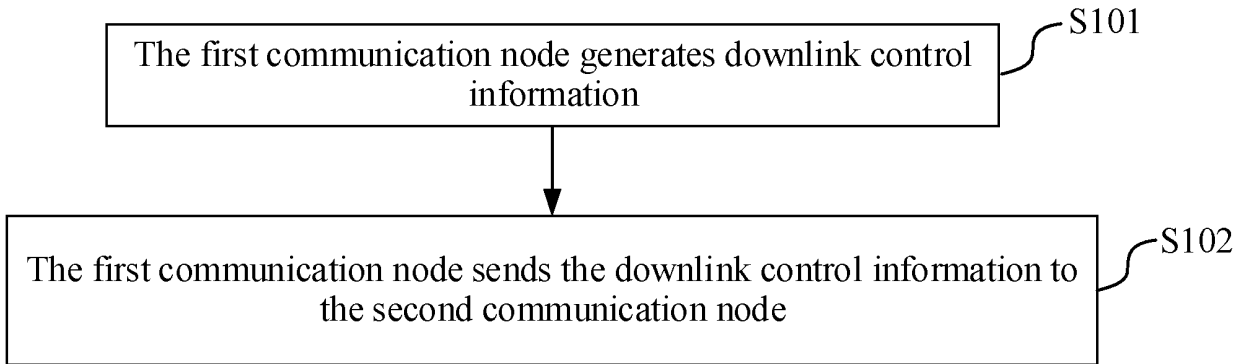 S101
The first communication node generates downlink control
information
S102
The first communication node sends the downlink control information to
the second communication node